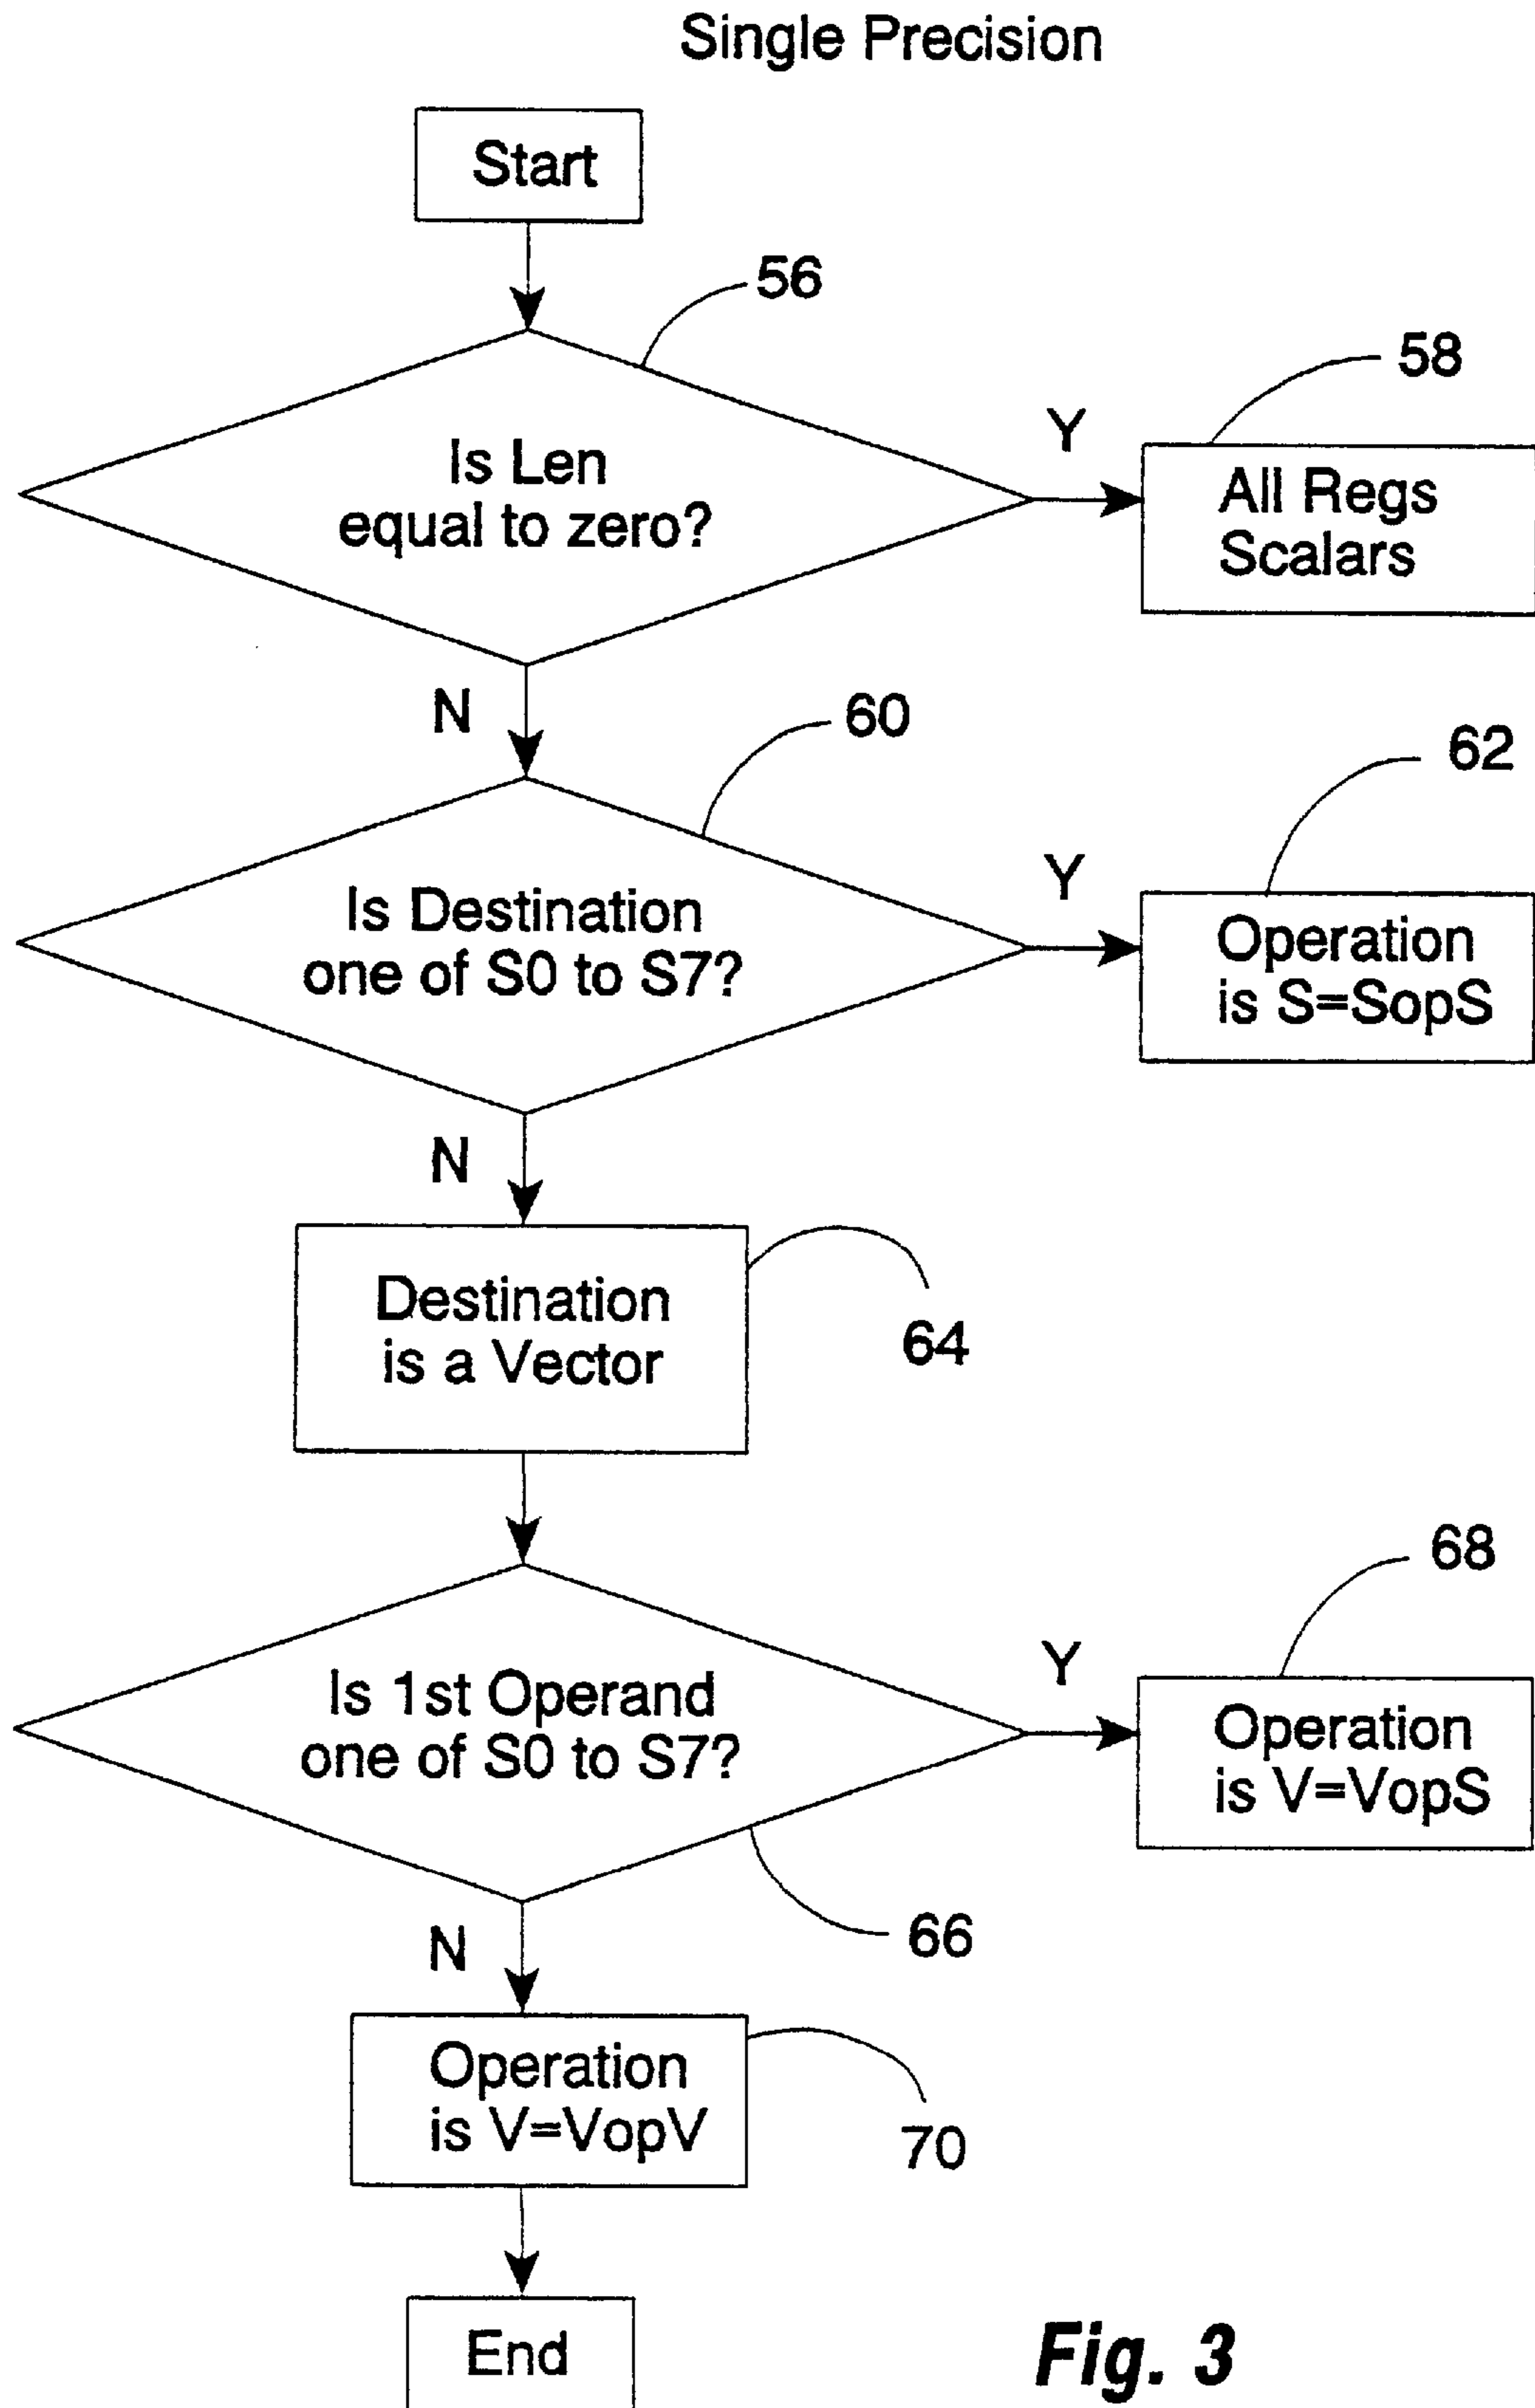 Single Precision
Start
56
Is Len
equal to zero?
Y
58
All Regs
Scalars
N
60
Is Destination
one of S0 to S7?
Y
62
Operation
is S=SopS
N
Destination
is a Vector
64
Is 1st Operand
one of S0 to S7?
Y
68
Operation
is V=VopS
66
N
Operation
is V=VopV
70
End
Fig. 3